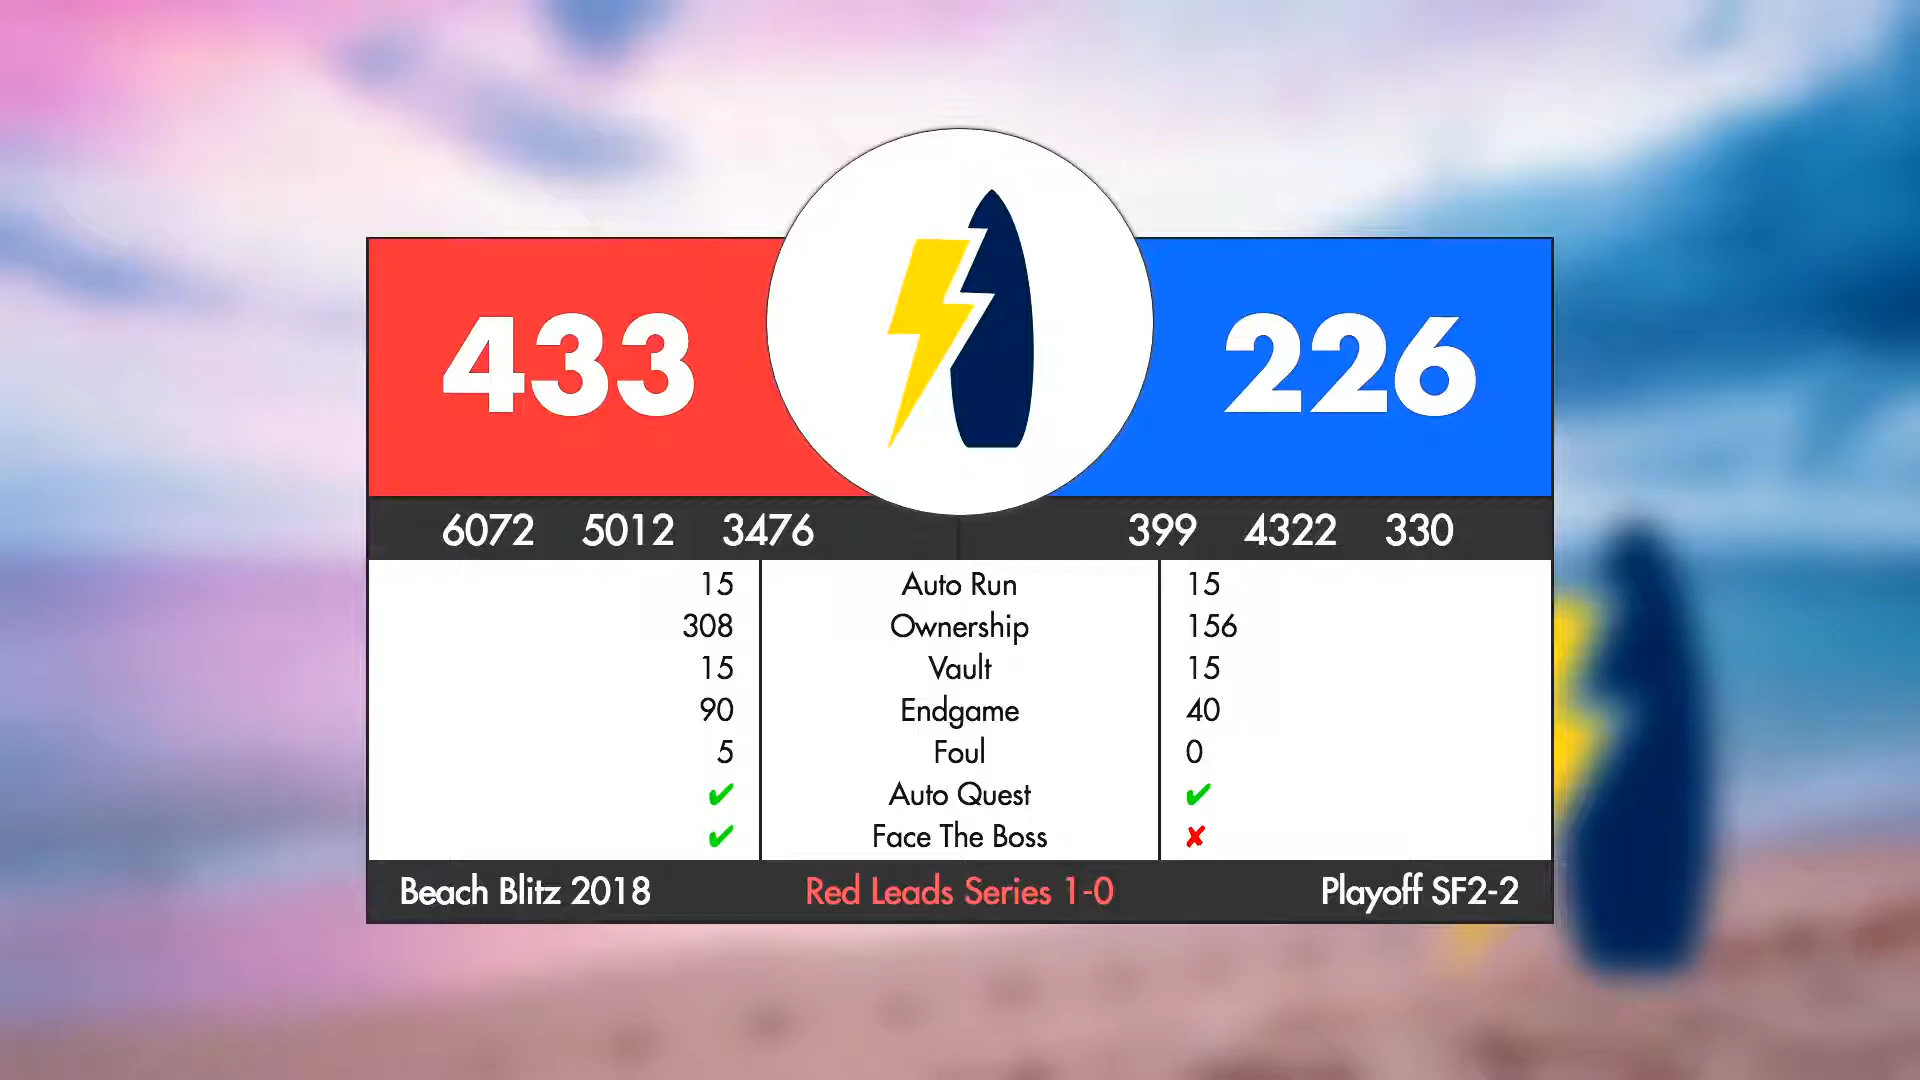 433 226
6072 5012 3476 399 4322 330
15 Auto Run 15
308 Ownership 156
15 Vault 15
90 Endgame 40
5 Foul 0
✔ Auto Quest ✔
✔ Face The Boss ✘
Beach Blitz 2018 Red Leads Series 1-0 Playoff SF2-2